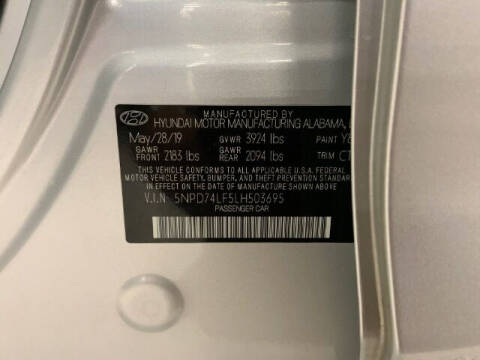 MANUFACTURED BY
HYUNDAI MOTOR MANUFACTURING ALABAMA,
May/28/19 GVWR 3924 lbs PAINT
GAWR FRONT 2183 lbs GAWR REAR 2094 lbs TRIM
THIS VEHICLE CONFORMS TO ALL APPLICABLE FEDERAL
MOTOR VEHICLE SAFETY, BUMPER, AND THEFT PREVENTION
STANDARDS IN EFFECT ON THE DATE OF MANUFACTURE SHOWN ABOVE.
V.I.N 5NPD74LF5LH503695
PASSENGER CAR